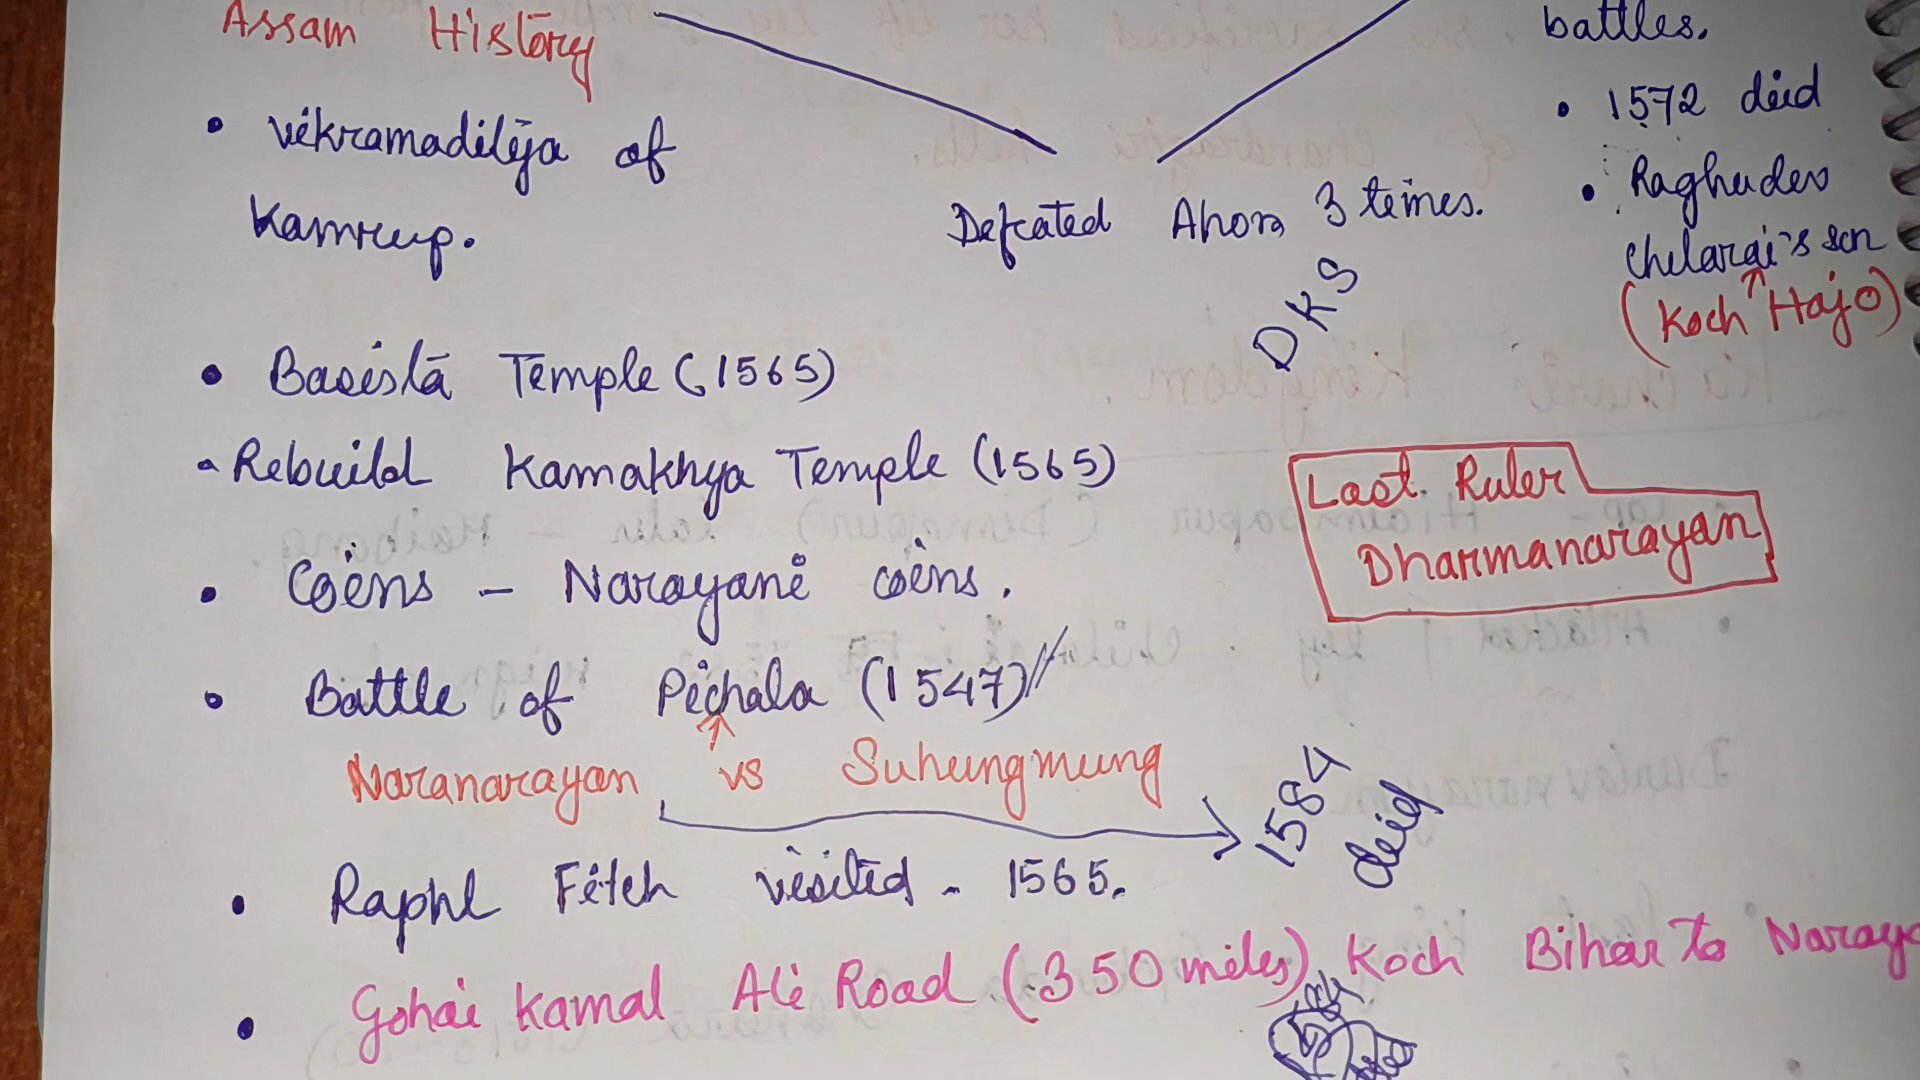 Assam History
• vikramaditya of
Kamrup.
Defeated Ahom 3 times.
battles.
• 1572 died
• Raghudev
chilarai's son
(Koch Hajo)
DKS
• Basista Temple (1565)
- Rebuild Kamakhya Temple (1565)
Last Ruler
Dharmanarayan
• Coins - Narayani coins.
• Battle of Pichala (1547)//
Naranarayan vs Suhungmung
1584
died
• Raphl Fitch visited - 1565.
• Gohai Kamal Ali Road (350 miles) Koch Bihar to Naraya